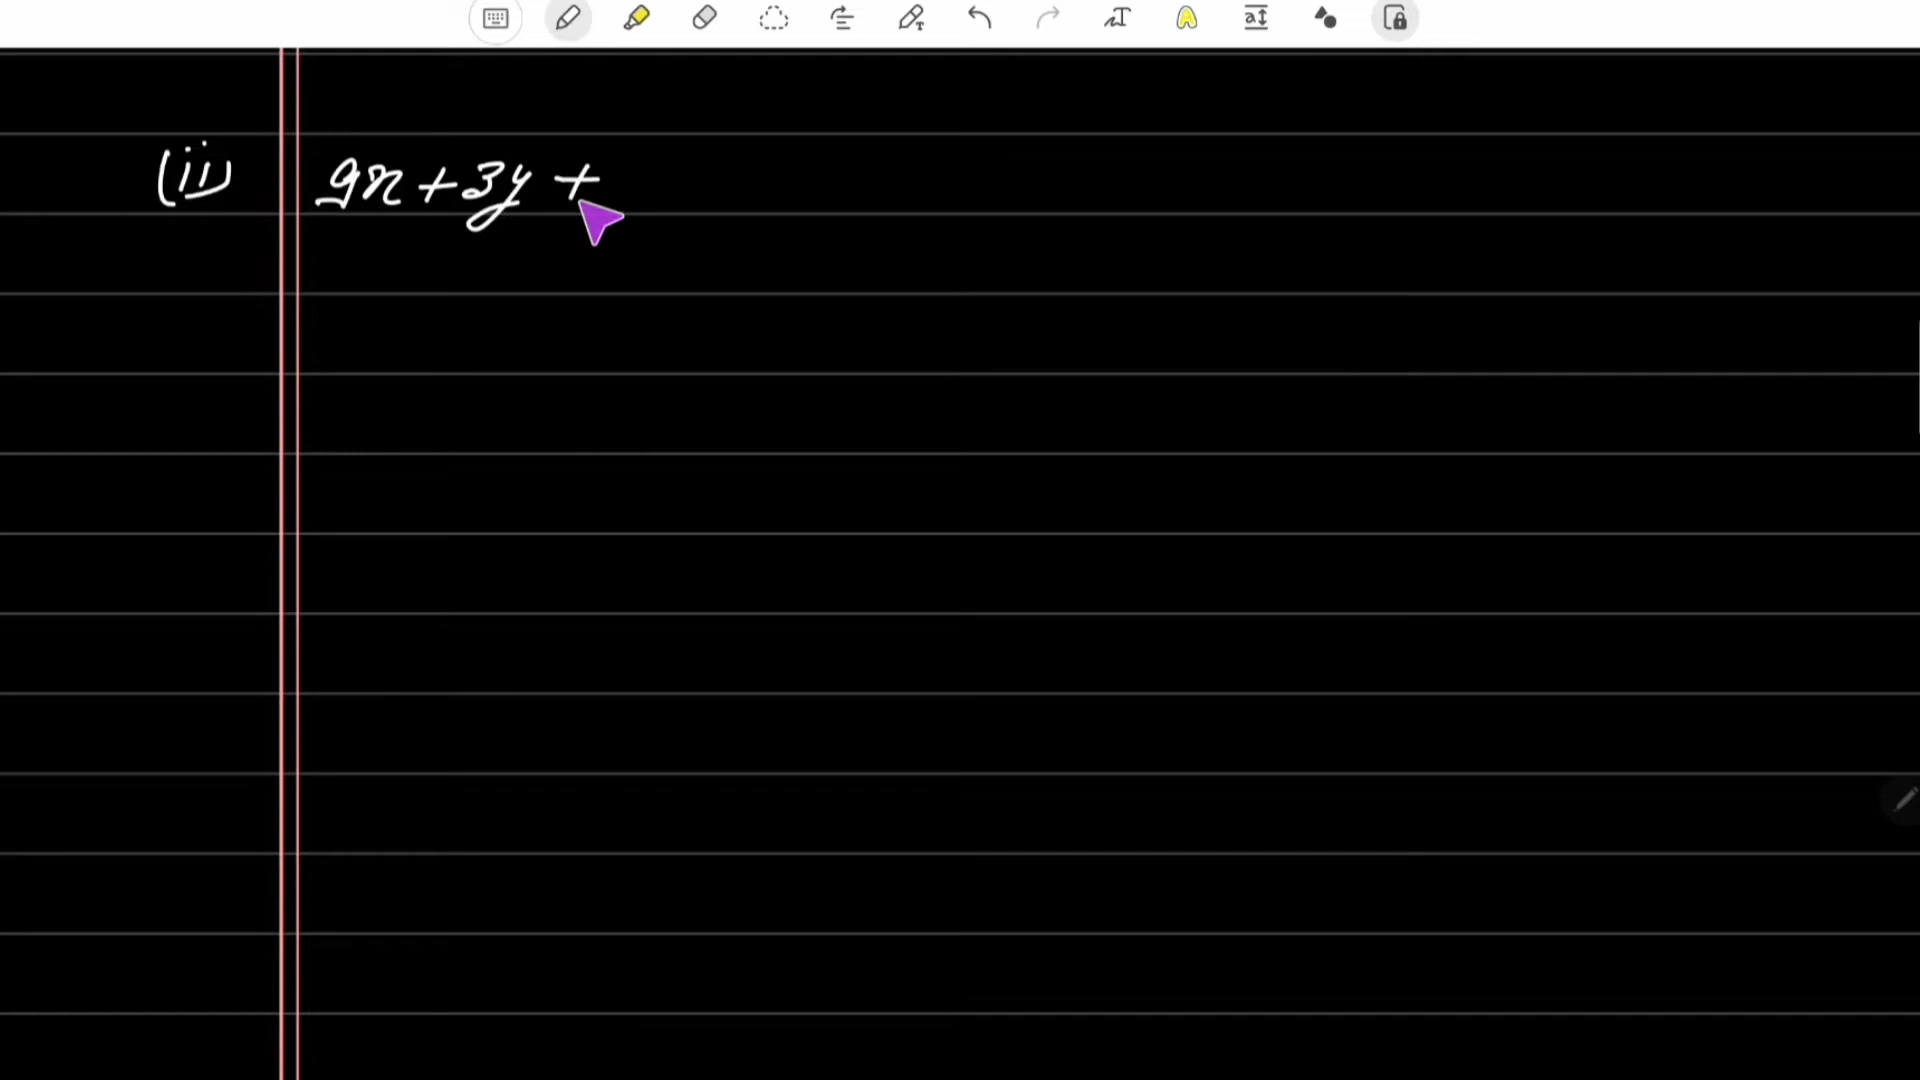 (ii) 9x + 3y +